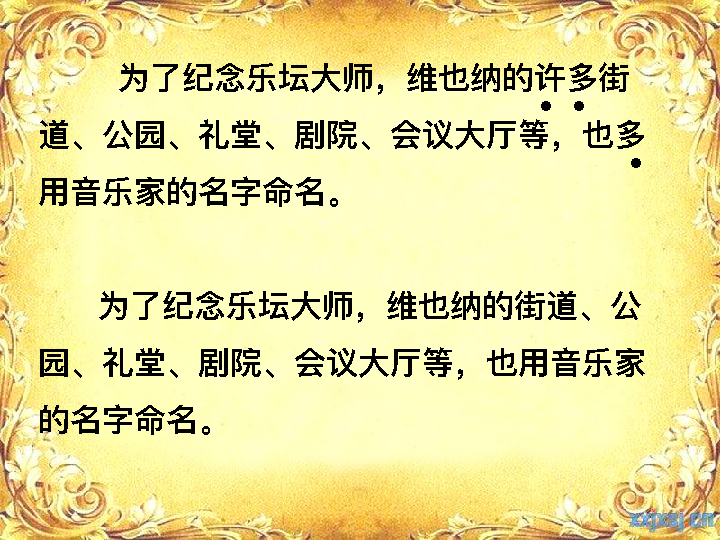 为了纪念乐坛大师，维也纳的许多街
道、公园、礼堂、剧院、会议大厅等，也多
用音乐家的名字命名。
为了纪念乐坛大师，维也纳的街道、公
园、礼堂、剧院、会议大厅等，也用音乐家
的名字命名。